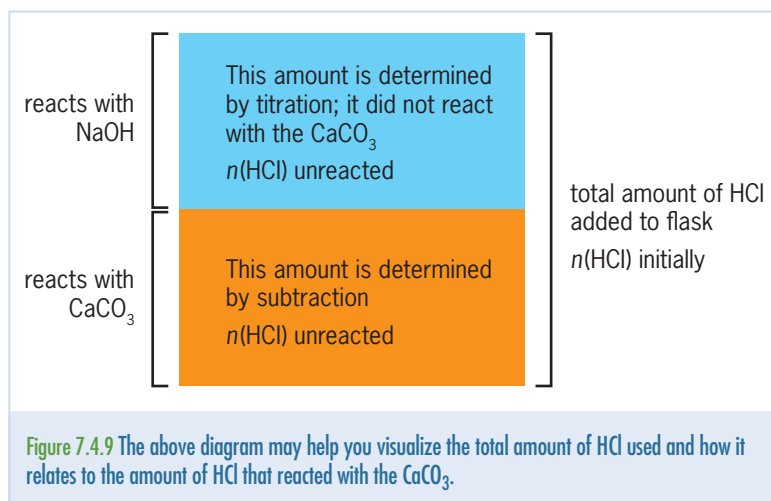 reacts with
NaOH
This amount is determined
by titration; it did not react
with the CaCO₃
n(HCl) unreacted
total amount of HCl
added to flask
n(HCl) initially
reacts with
CaCO₃
This amount is determined
by subtraction
n(HCl) unreacted
Figure 7.4.9 The above diagram may help you visualize the total amount of HCl used and how it
relates to the amount of HCl that reacted with the CaCO₃.